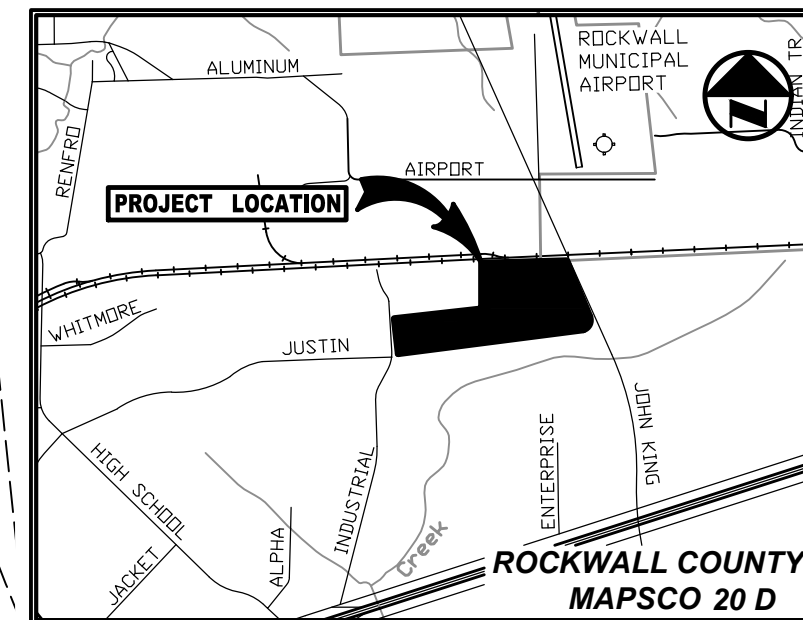 ROCKWALL
MUNICIPAL
AIRPORT
INDIAN TR
N
ALUMINUM
RENFRO
AIRPORT
PROJECT LOCATION
WHITMORE
JUSTIN
JOHN KING
HIGH SCHOOL
INDUSTRIAL
ENTERPRISE
ALPHA
JACKET
Creek
ROCKWALL COUNTY
MAPSCO 20 D